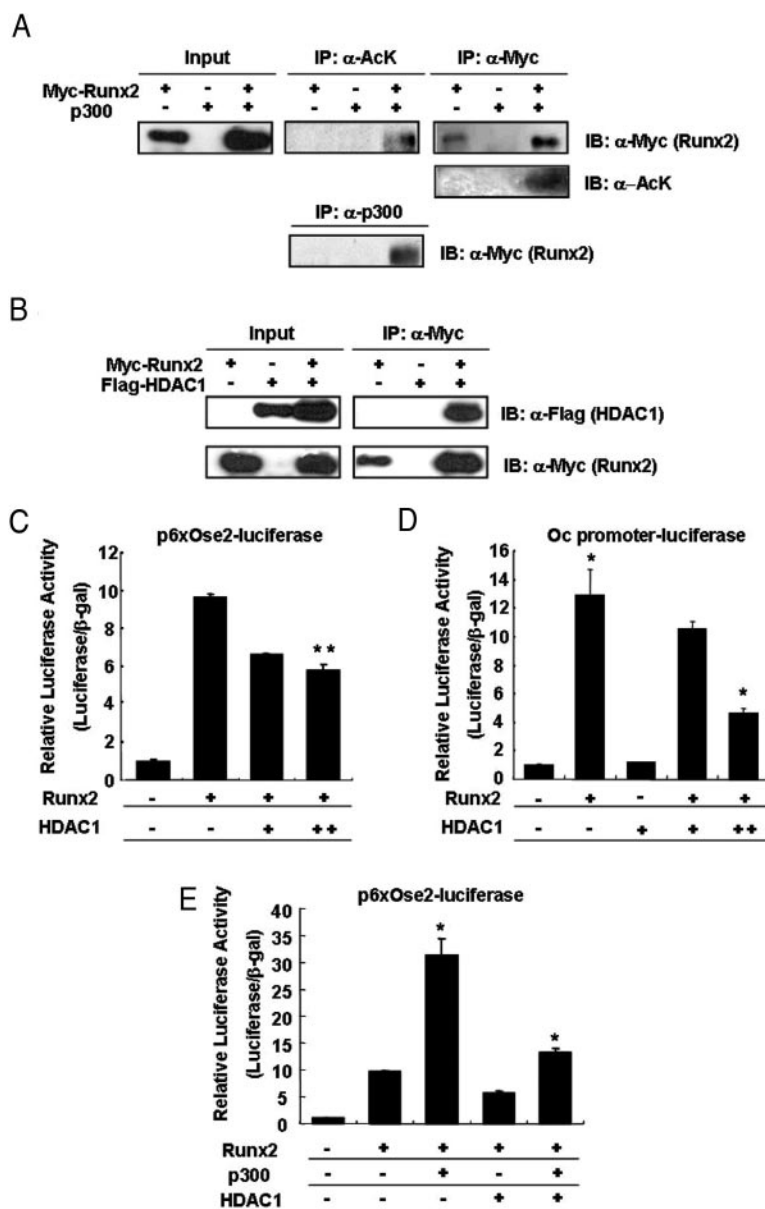 A
Input IP: α-AcK IP: α-Myc
Myc-Runx2 + - + + - + + - +
p300 - + + - + + - + +
IB: α-Myc (Runx2)
IB: α–AcK
IP: α-p300
IB: α-Myc (Runx2)
B
Input IP: α-Myc
Myc-Runx2 + - + + - +
Flag-HDAC1 - + + - + +
IB: α-Flag (HDAC1)
IB: α-Myc (Runx2)
C
p6xOse2-luciferase
Relative Luciferase Activity
(Luciferase/β-gal)
12
10
8
6
4
2
0
**
Runx2 - + + +
HDAC1 - - + ++
D
Oc promoter-luciferase
Relative Luciferase Activity
(Luciferase/β-gal)
16
14
12
10
8
6
4
2
0
*
*
Runx2 - + - + +
HDAC1 - - + + ++
E
p6xOse2-luciferase
Relative Luciferase Activity
(Luciferase/β-gal)
40
35
30
25
20
15
10
5
0
*
*
Runx2 - + + + +
p300 - - + - +
HDAC1 - - - + +